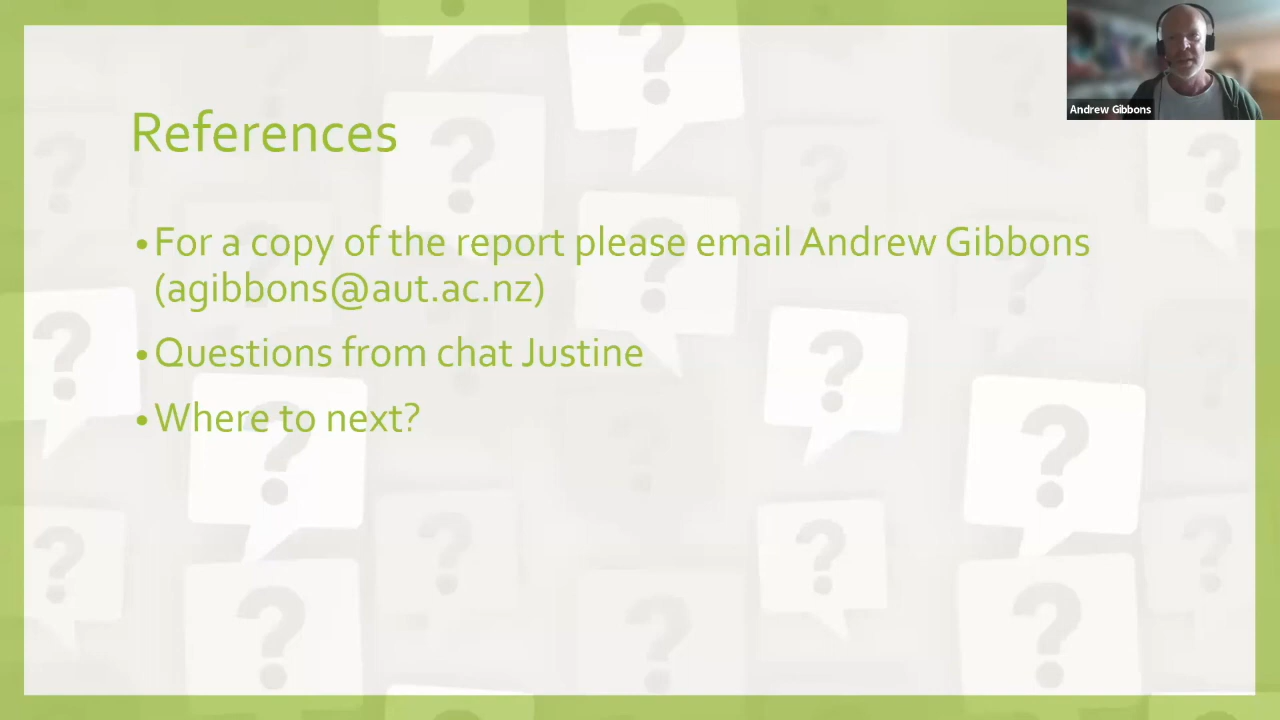 Andrew Gibbons
References
• For a copy of the report please email Andrew Gibbons
(agibbons@aut.ac.nz)
• Questions from chat Justine
• Where to next?